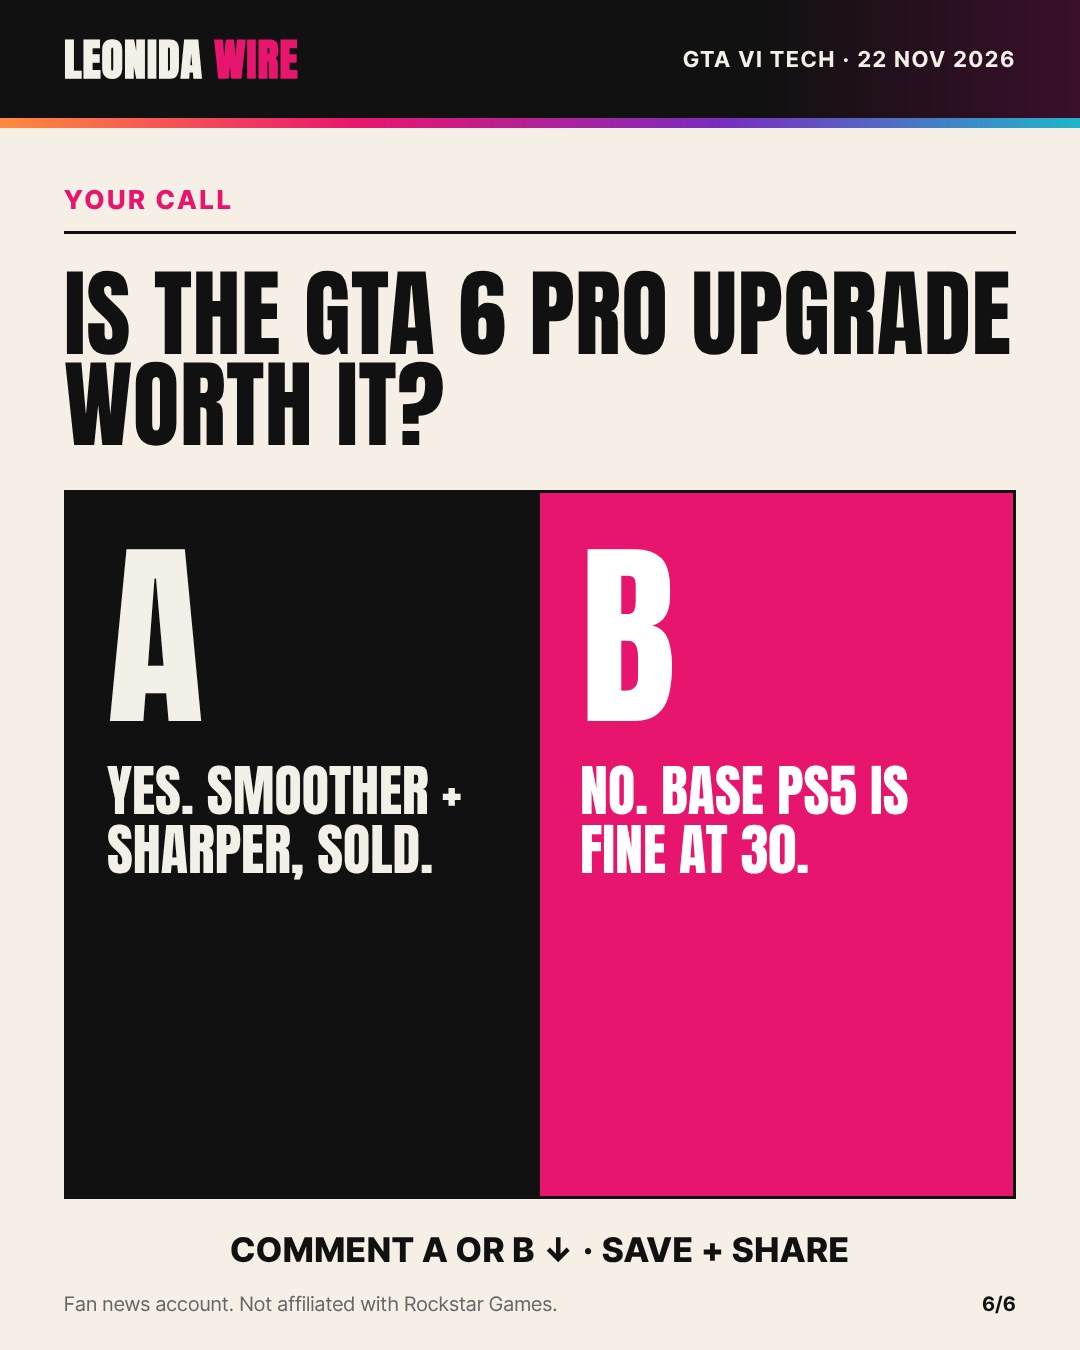 LEONIDA WIRE
GTA VI TECH · 22 NOV 2026
YOUR CALL
IS THE GTA 6 PRO UPGRADE
WORTH IT?
A
YES. SMOOTHER +
SHARPER, SOLD.
B
NO. BASE PS5 IS
FINE AT 30.
COMMENT A OR B ↓ · SAVE + SHARE
Fan news account. Not affiliated with Rockstar Games.
6/6